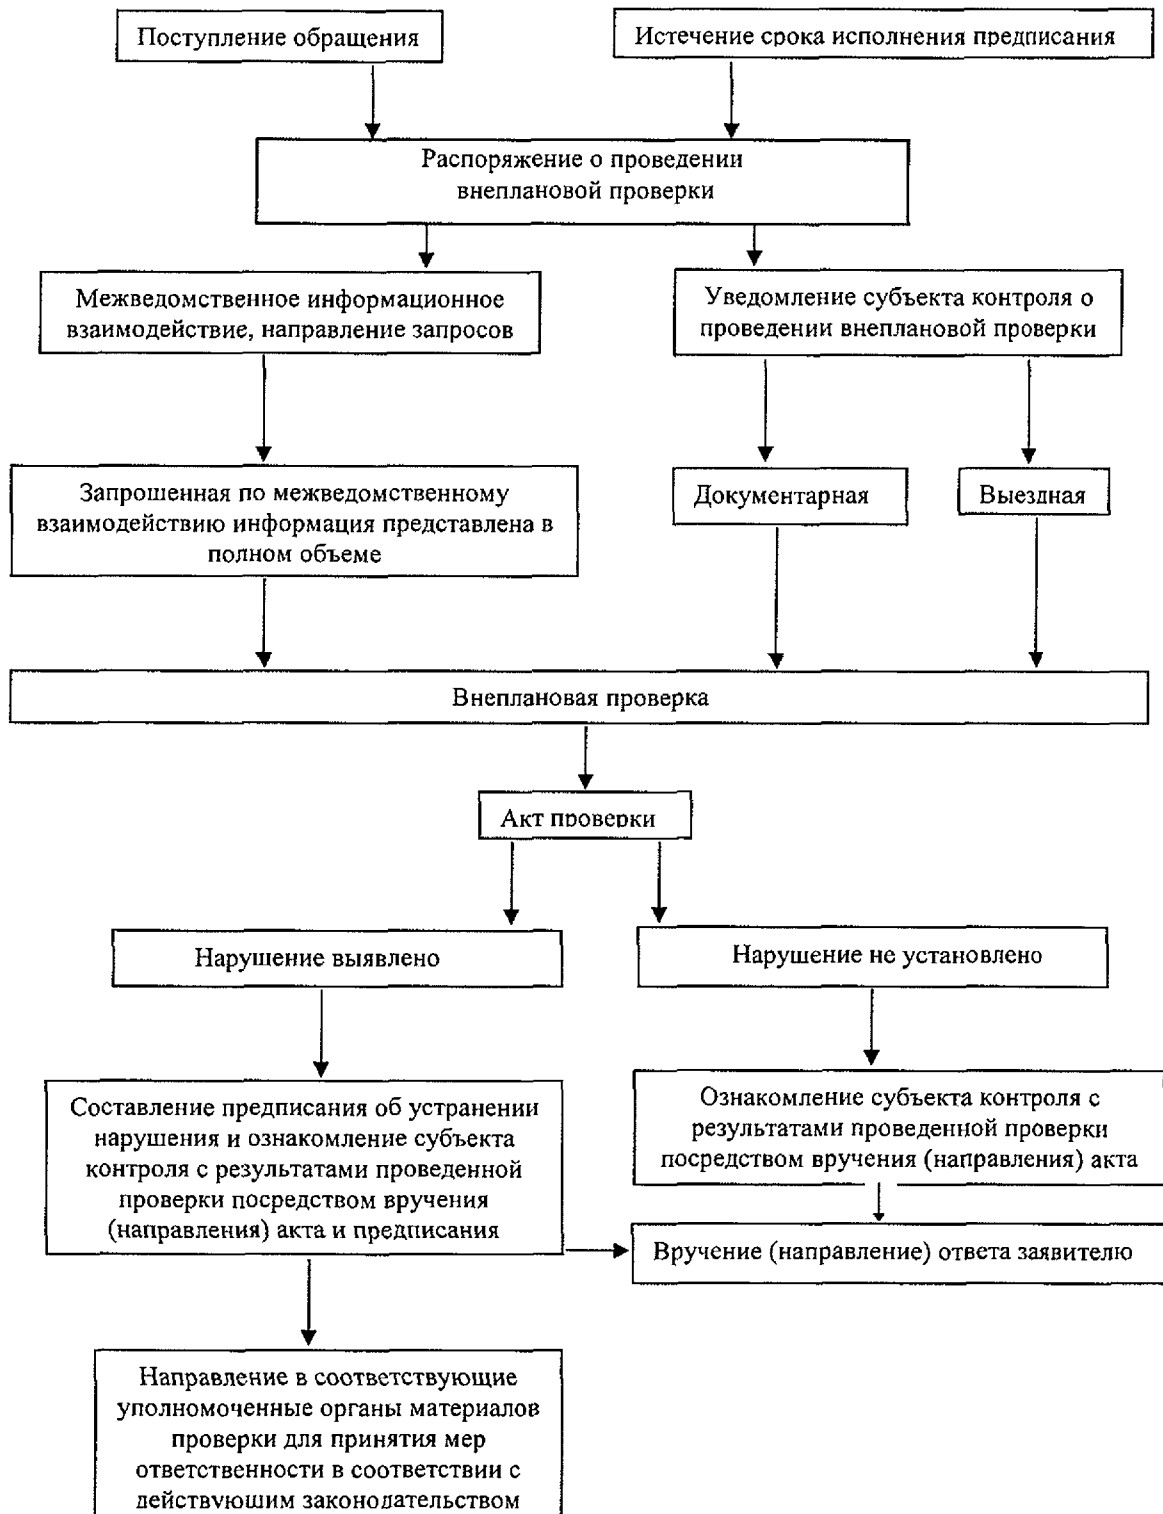 Поступление обращения
Истечение срока исполнения предписания
Распоряжение о проведении
внеплановой проверки
Межведомственное информационное
взаимодействие, направление запросов
Уведомление субъекта контроля о
проведении внеплановой проверки
Запрошенная по межведомственному
взаимодействию информация представлена в
полном объеме
Документарная
Выездная
Внеплановая проверка
Акт проверки
Нарушение выявлено
Нарушение не установлено
Составление предписания об устранении
нарушения и ознакомление субъекта
контроля с результатами проведенной
проверки посредством вручения
(направления) акта и предписания
Ознакомление субъекта контроля с
результатами проведенной проверки
посредством вручения (направления) акта
Вручение (направление) ответа заявителю
Направление в соответствующие
уполномоченные органы материалов
проверки для принятия мер
ответственности в соответствии с
действующим законодательством